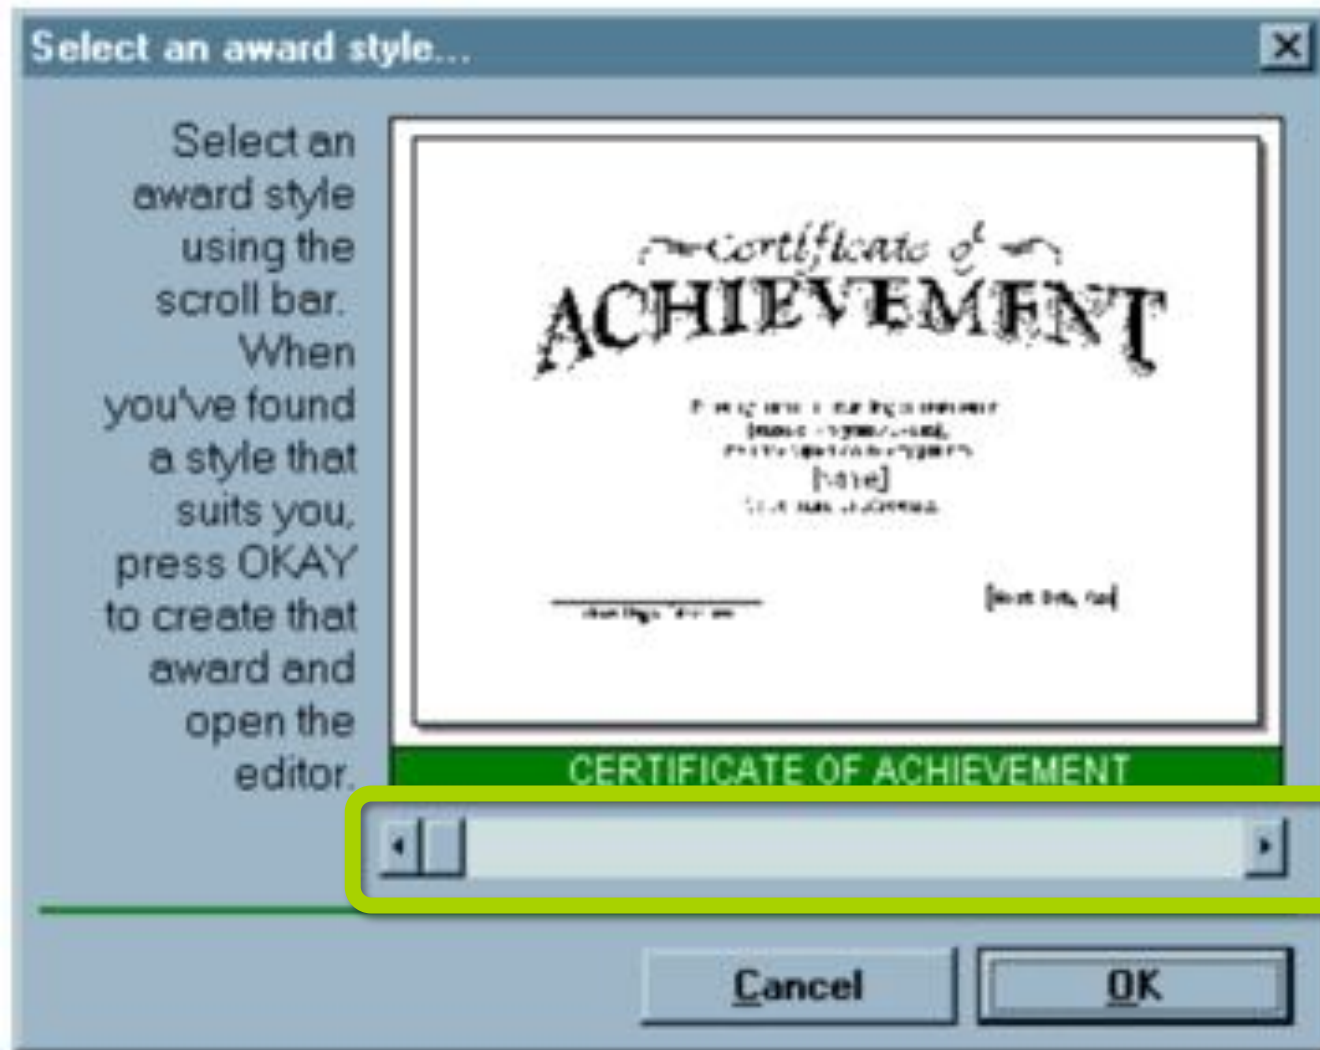 Select an award style...
Select an
award style
using the
scroll bar.
When
you've found
a style that
suits you,
press OKAY
to create that
award and
open the
editor.
Certificate of
ACHIEVEMENT
CERTIFICATE OF ACHIEVEMENT
Cancel
OK